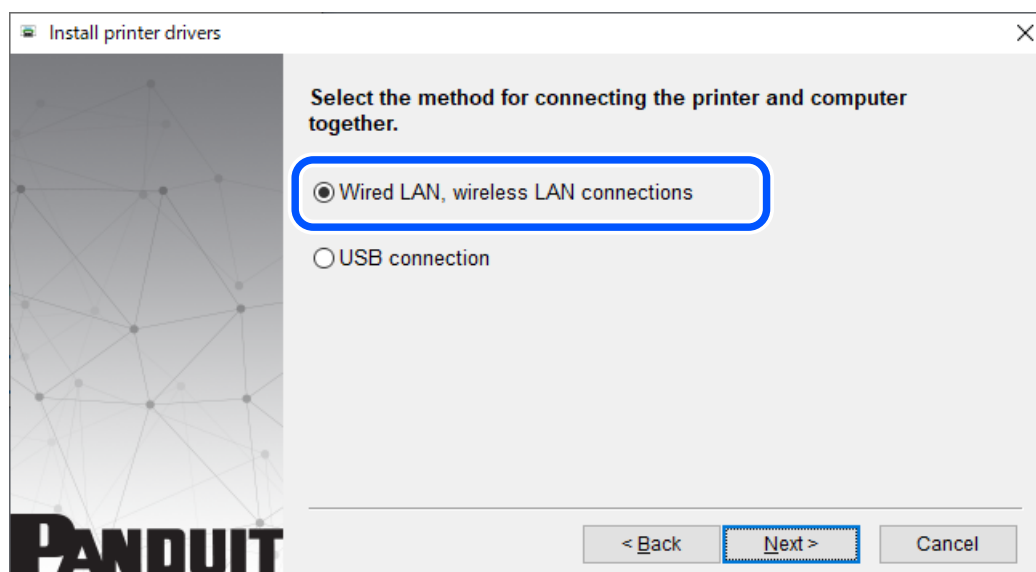 Install printer drivers
Select the method for connecting the printer and computer
together.
Wired LAN, wireless LAN connections
USB connection
PANDUIT
< Back
Next >
Cancel